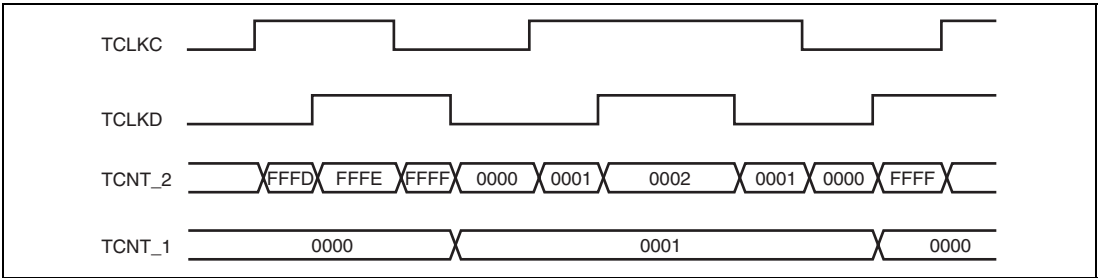 TCLKC
TCLKD
TCNT_2 FFFD FFFE FFFF 0000 0001 0002 0001 0000 FFFF
TCNT_1 0000 0001 0000